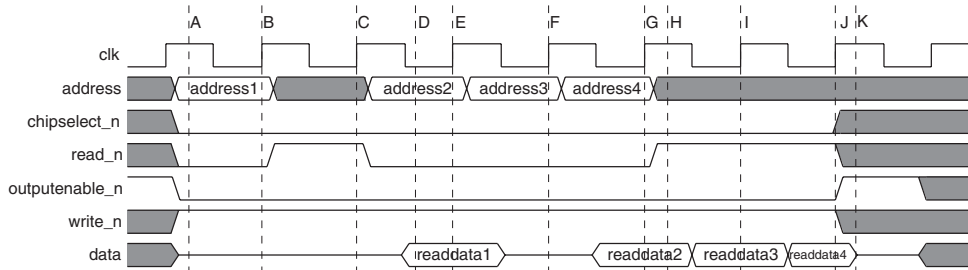 A B C D E F G H I J K
clk
address address1 address2 address3 address4
chipselect_n
read_n
outputenable_n
write_n
data readdata1 readdata2 readdata3 readdata4